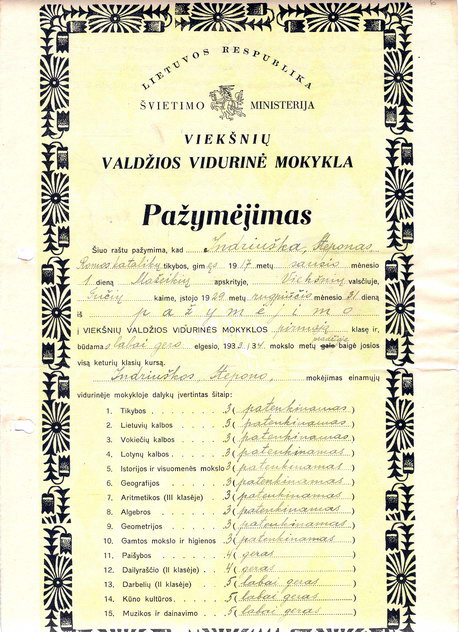 LIETUVOS RESPUBLIKA
ŠVIETIMO MINISTERIJA
VIEKŠNIŲ
VALDŽIOS VIDURINĖ MOKYKLA
Pažymėjimas
Šiuo raštu pažymima, kad Indriuška, Steponas
Romos katalikų tikybos, gimęs 1917 metų sausio mėnesio
1 dieną Mažeikių apskrityje, Viekšnių valsčiuje,
kaime, įstojo 1929 metų rugpiūčio mėnesio 31 dieną
iš pažymėjimo
į VIEKŠNIŲ VALDŽIOS VIDURINĖS MOKYKLOS pirmąją klasę ir,
būdamas labai gero elgesio, 193 /34 mokslo metų baigė josios
visą keturių klasių kursą.
Indriuškos, Stepono, mokėjimas einamųjų
vidurinėje mokykloje dalykų įvertintas šitaip:
1. Tikybos 3 (patenkinamas)
2. Lietuvių kalbos 3 (patenkinamas)
3. Vokiečių kalbos 3 (patenkinamas)
4. Lotynų kalbos 3 (patenkinamas)
5. Istorijos ir visuomenės mokslo 3 (patenkinamas)
6. Geografijos 3 (patenkinamas)
7. Aritmetikos (III klasėje) 3 (patenkinamas)
8. Algebros 3 (patenkinamas)
9. Geometrijos 3 (patenkinamas)
10. Gamtos mokslo ir higienos 3 (patenkinamas)
11. Paišybos 4 (geras)
12. Dailyraščio (II klasėje) 4 (geras)
13. Darbelių (II klasėje) 5 (labai geras)
14. Kūno kultūros 5 (labai geras)
15. Muzikos ir dainavimo 5 (labai geras)